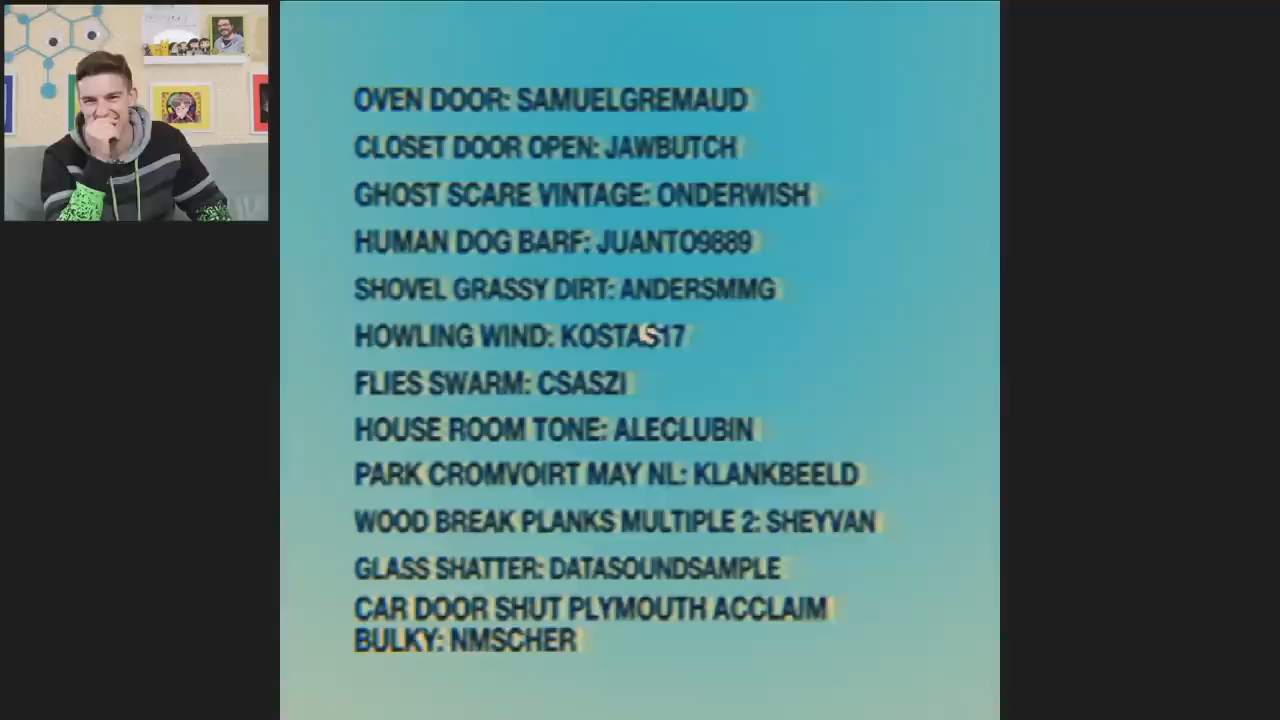 OVEN DOOR: SAMUELGREMAUD
CLOSET DOOR OPEN: JAWBUTCH
GHOST SCARE VINTAGE: ONDERWISH
HUMAN DOG BARF: JUANTO9889
SHOVEL GRASSY DIRT: ANDERSMMG
HOWLING WIND: KOSTAS17
FLIES SWARM: CSASZI
HOUSE ROOM TONE: ALECLUBIN
PARK CROMVOIRT MAY NL: KLANKBEELD
WOOD BREAK PLANKS MULTIPLE 2: SHEYVAN
GLASS SHATTER: DATASOUNDSAMPLE
CAR DOOR SHUT PLYMOUTH ACCLAIM
BULKY: NMSCHER